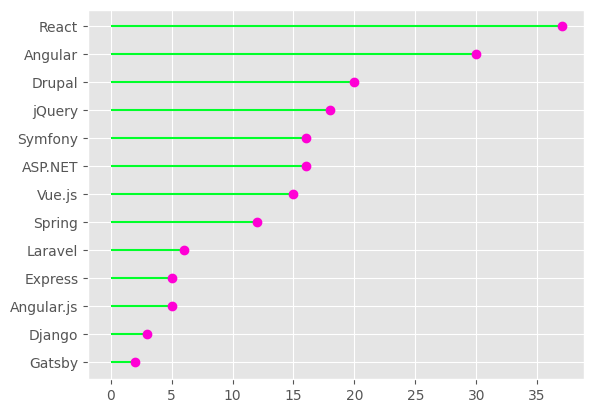 React
Angular
Drupal
jQuery
Symfony
ASP.NET
Vue.js
Spring
Laravel
Express
Angular.js
Django
Gatsby
0 5 10 15 20 25 30 35